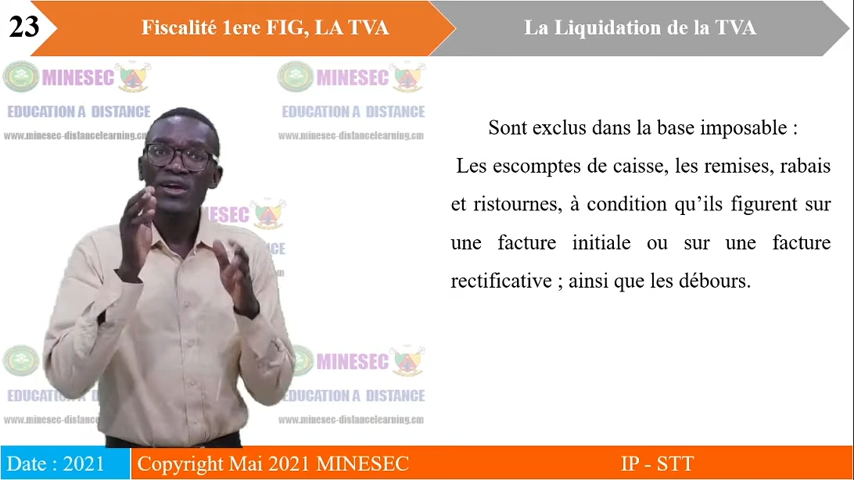 23
Fiscalité 1ere FIG, LA TVA
La Liquidation de la TVA
MINESEC
MINESEC
EDUCATION A DISTANCE
EDUCATION A DISTANCE
www.minesec-distancelearning.cm
www.minesec-distancelearning.cm
Sont exclus dans la base imposable :
Les escomptes de caisse, les remises, rabais
et ristournes, à condition qu’ils figurent sur
une facture initiale ou sur une facture
rectificative ; ainsi que les débours.
MINESEC
EDUCATION A DISTANCE
www.minesec-distancelearning.cm
Date : 2021
Copyright Mai 2021 MINESEC
IP - STT